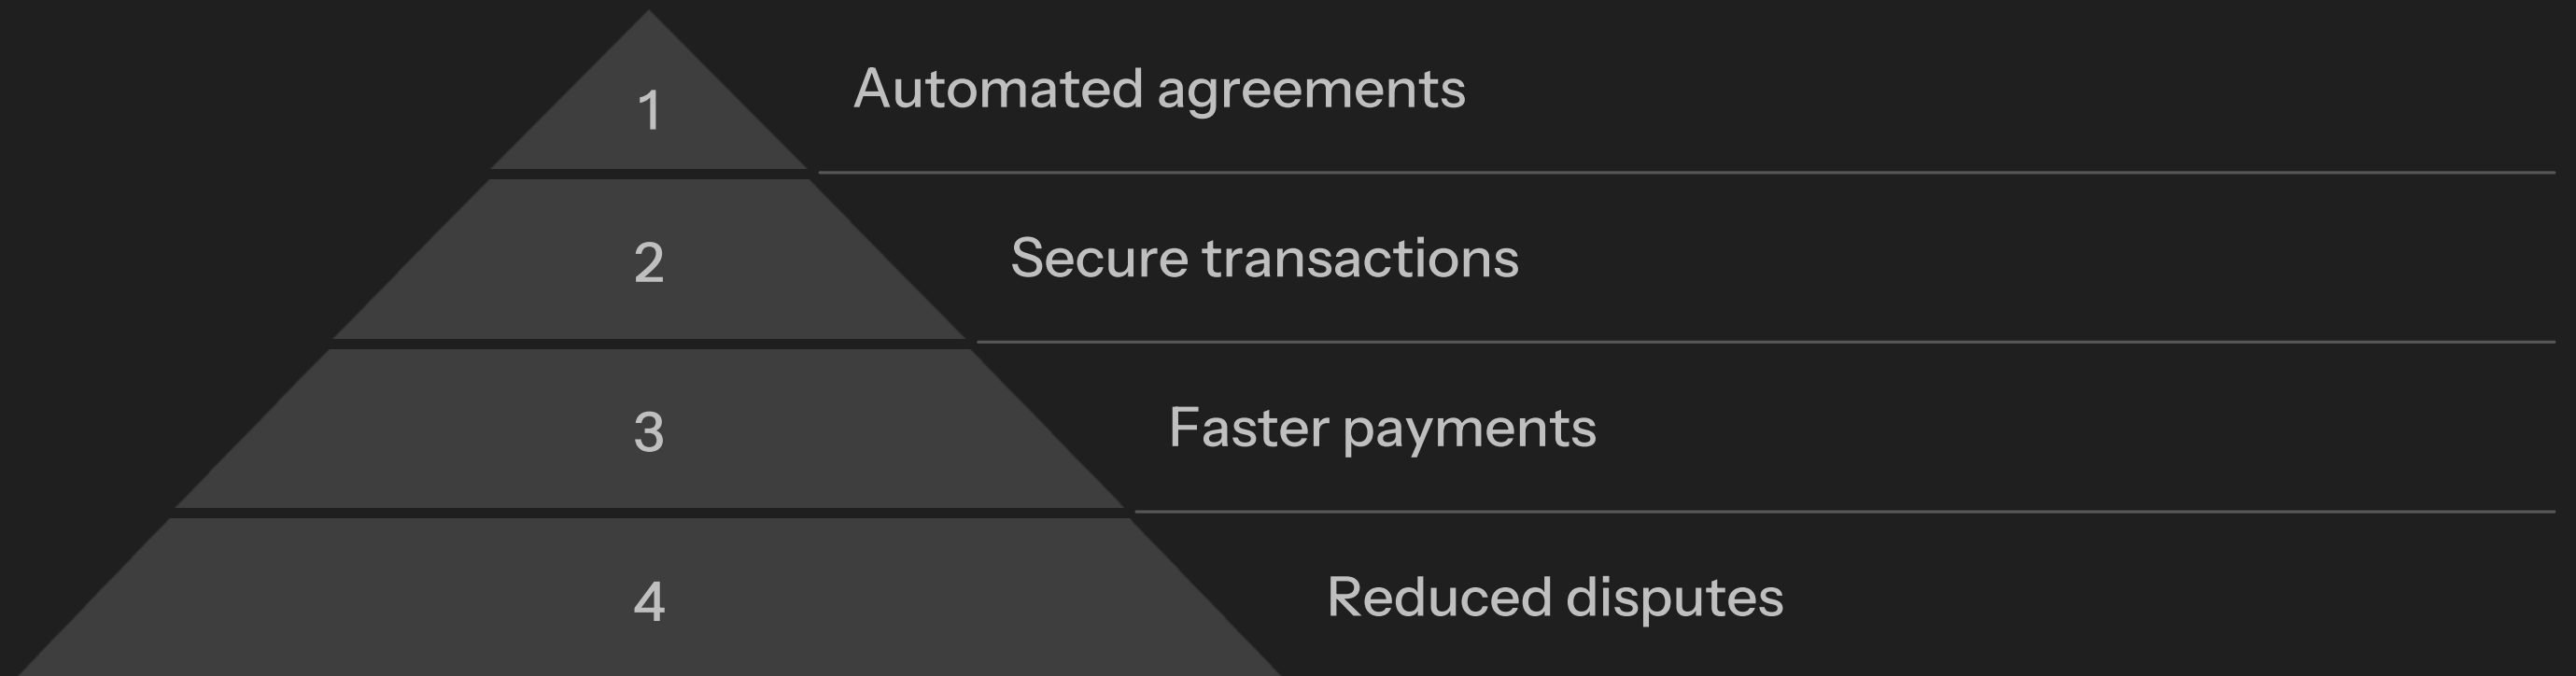 1 Automated agreements
2 Secure transactions
3 Faster payments
4 Reduced disputes